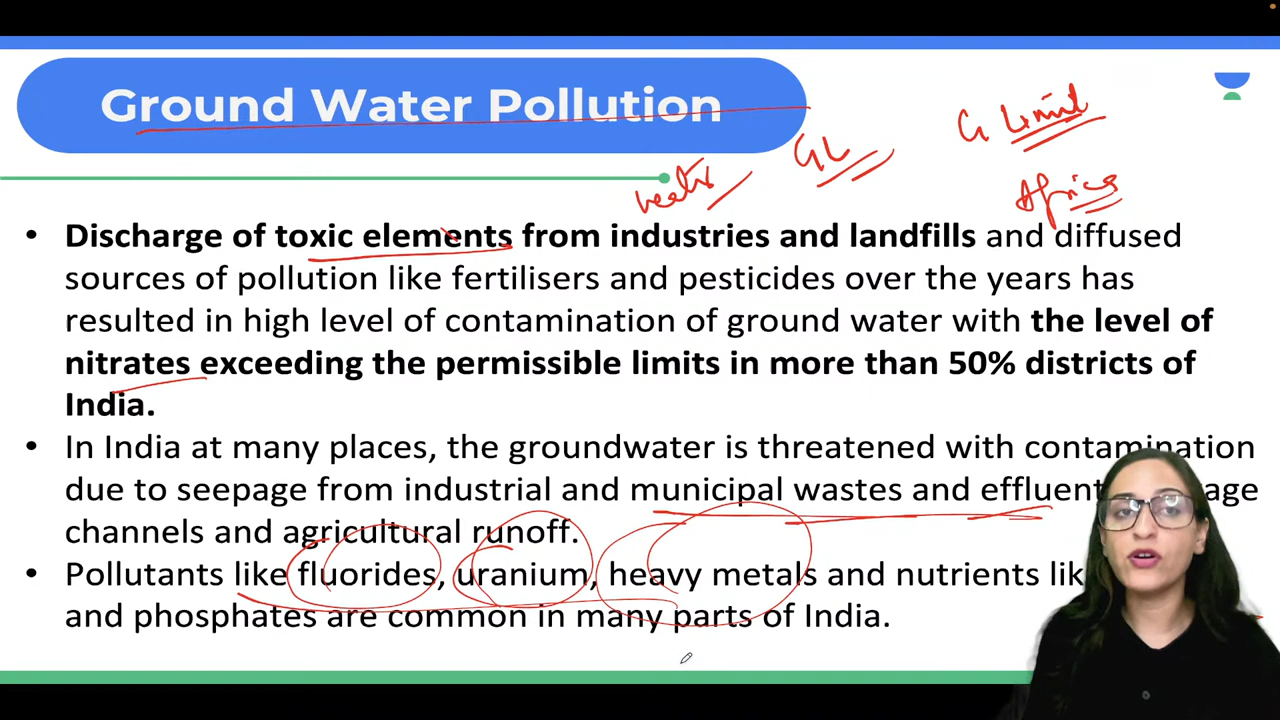 Ground Water Pollution
G Limit
GL
Africa
• Discharge of toxic elements from industries and landfills and diffused
sources of pollution like fertilisers and pesticides over the years has
resulted in high level of contamination of ground water with the level of
nitrates exceeding the permissible limits in more than 50% districts of
India.
• In India at many places, the groundwater is threatened with contamination
due to seepage from industrial and municipal wastes and effluent age
channels and agricultural runoff.
• Pollutants like fluorides, uranium, heavy metals and nutrients lik
and phosphates are common in many parts of India.